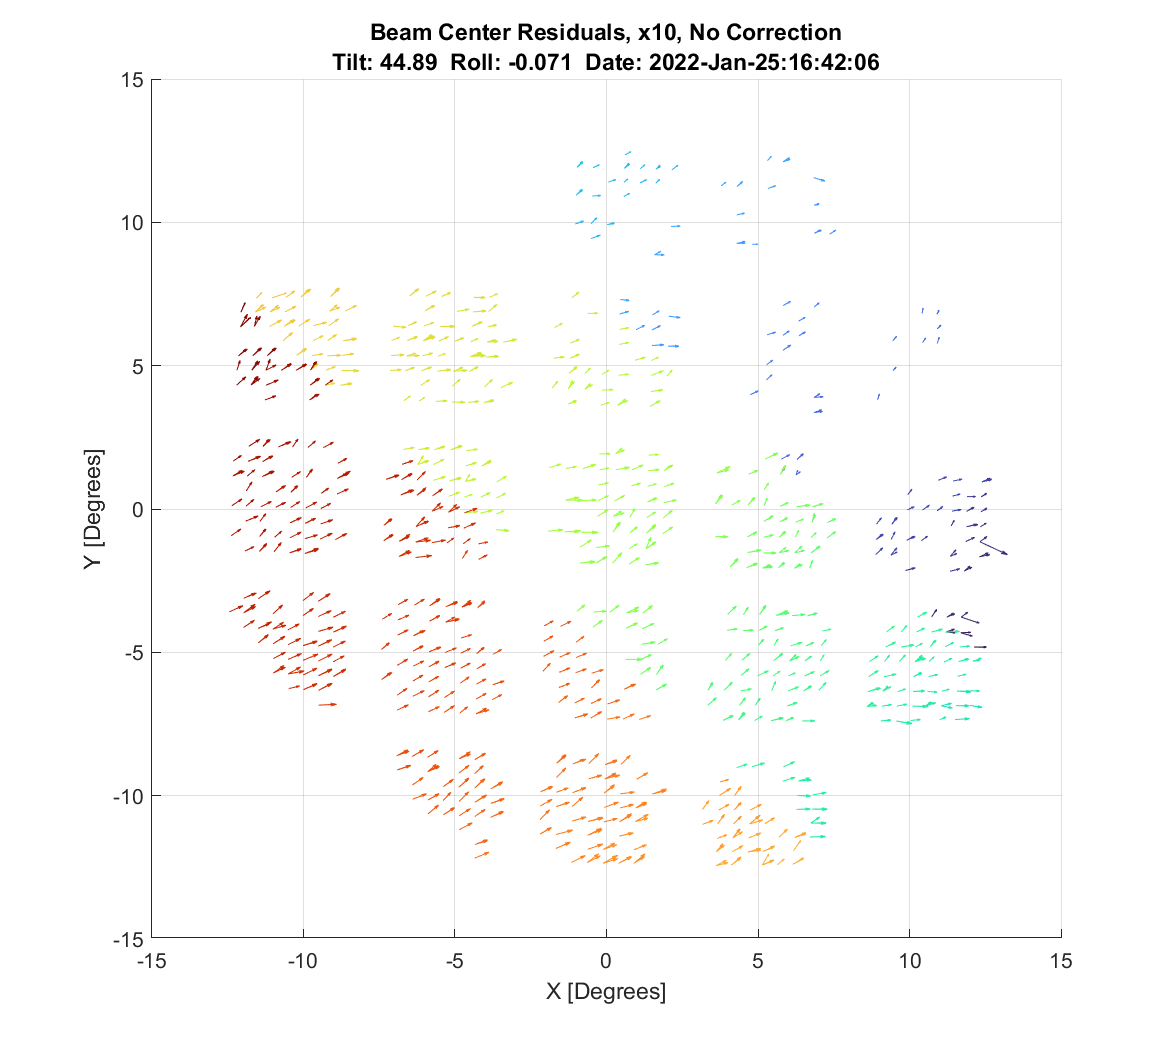 Beam Center Residuals, x10, No Correction
Tilt: 44.89 Roll: -0.071 Date: 2022-Jan-25:16:42:06
15
10
5
0
-5
-10
-15
Y [Degrees]
-15 -10 -5 0 5 10 15
X [Degrees]